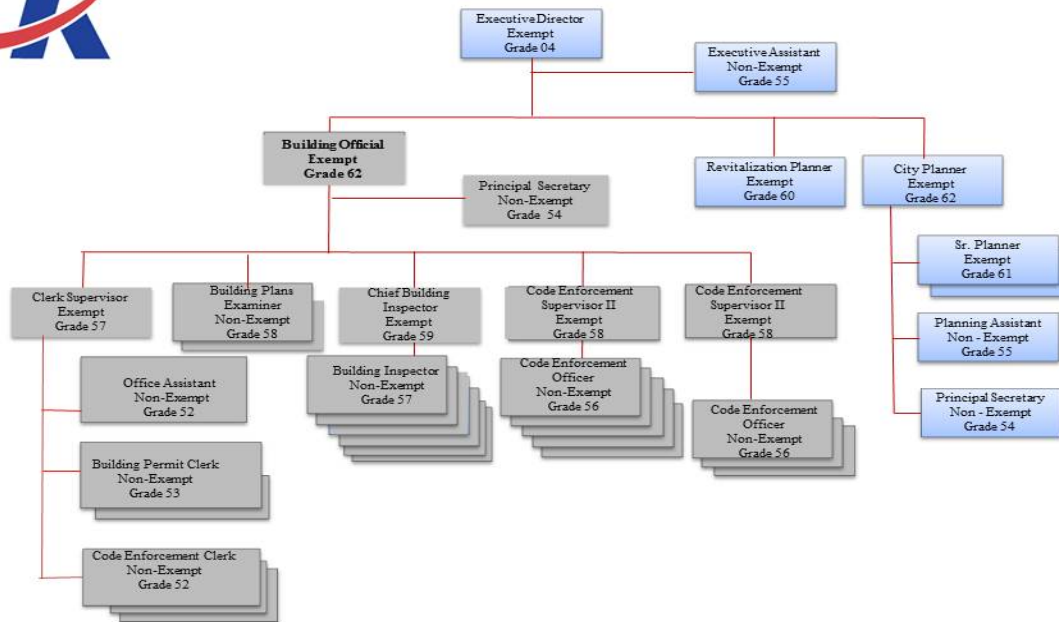 Executive Director
Exempt
Grade 04
Executive Assistant
Non-Exempt
Grade 55
Building Official
Exempt
Grade 62
Principal Secretary
Non-Exempt
Grade 54
Revitalization Planner
Exempt
Grade 60
City Planner
Exempt
Grade 62
Sr. Planner
Exempt
Grade 61
Planning Assistant
Non - Exempt
Grade 55
Principal Secretary
Non - Exempt
Grade 54
Clerk Supervisor
Exempt
Grade 57
Building Plans
Examiner
Non-Exempt
Grade 58
Chief Building
Inspector
Exempt
Grade 59
Code Enforcement
Supervisor II
Exempt
Grade 58
Code Enforcement
Supervisor II
Exempt
Grade 58
Office Assistant
Non-Exempt
Grade 52
Building Inspector
Non-Exempt
Grade 57
Code Enforcement
Officer
Non-Exempt
Grade 56
Code Enforcement
Officer
Non-Exempt
Grade 56
Building Permit Clerk
Non-Exempt
Grade 53
Code Enforcement Clerk
Non-Exempt
Grade 52